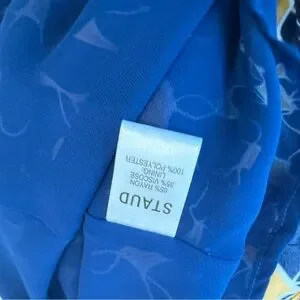 STAUD
65% RAYON
35% VISCOSE
LINING:
100% POLYESTER